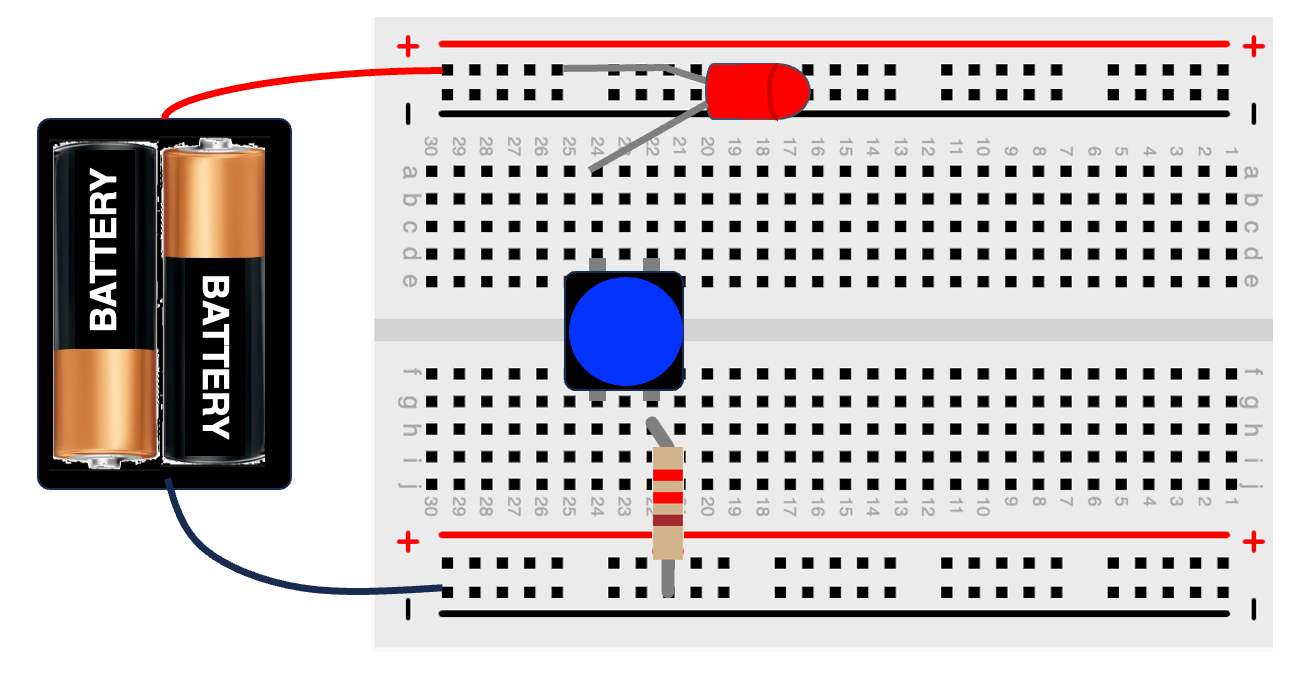 + +
30 29 28 27 26 25 24 23 22 21 20 19 18 17 16 15 14 13 12 11 10 9 8 7 6 5 4 3 2 1
a a
b b
c c
d d
e e
BATTERY
BATTERY
f f
g g
h h
i i
j j
30 29 28 27 26 25 24 23 22 20 19 18 17 16 15 14 13 12 11 10 9 8 7 6 5 4 3 2 1
+ +